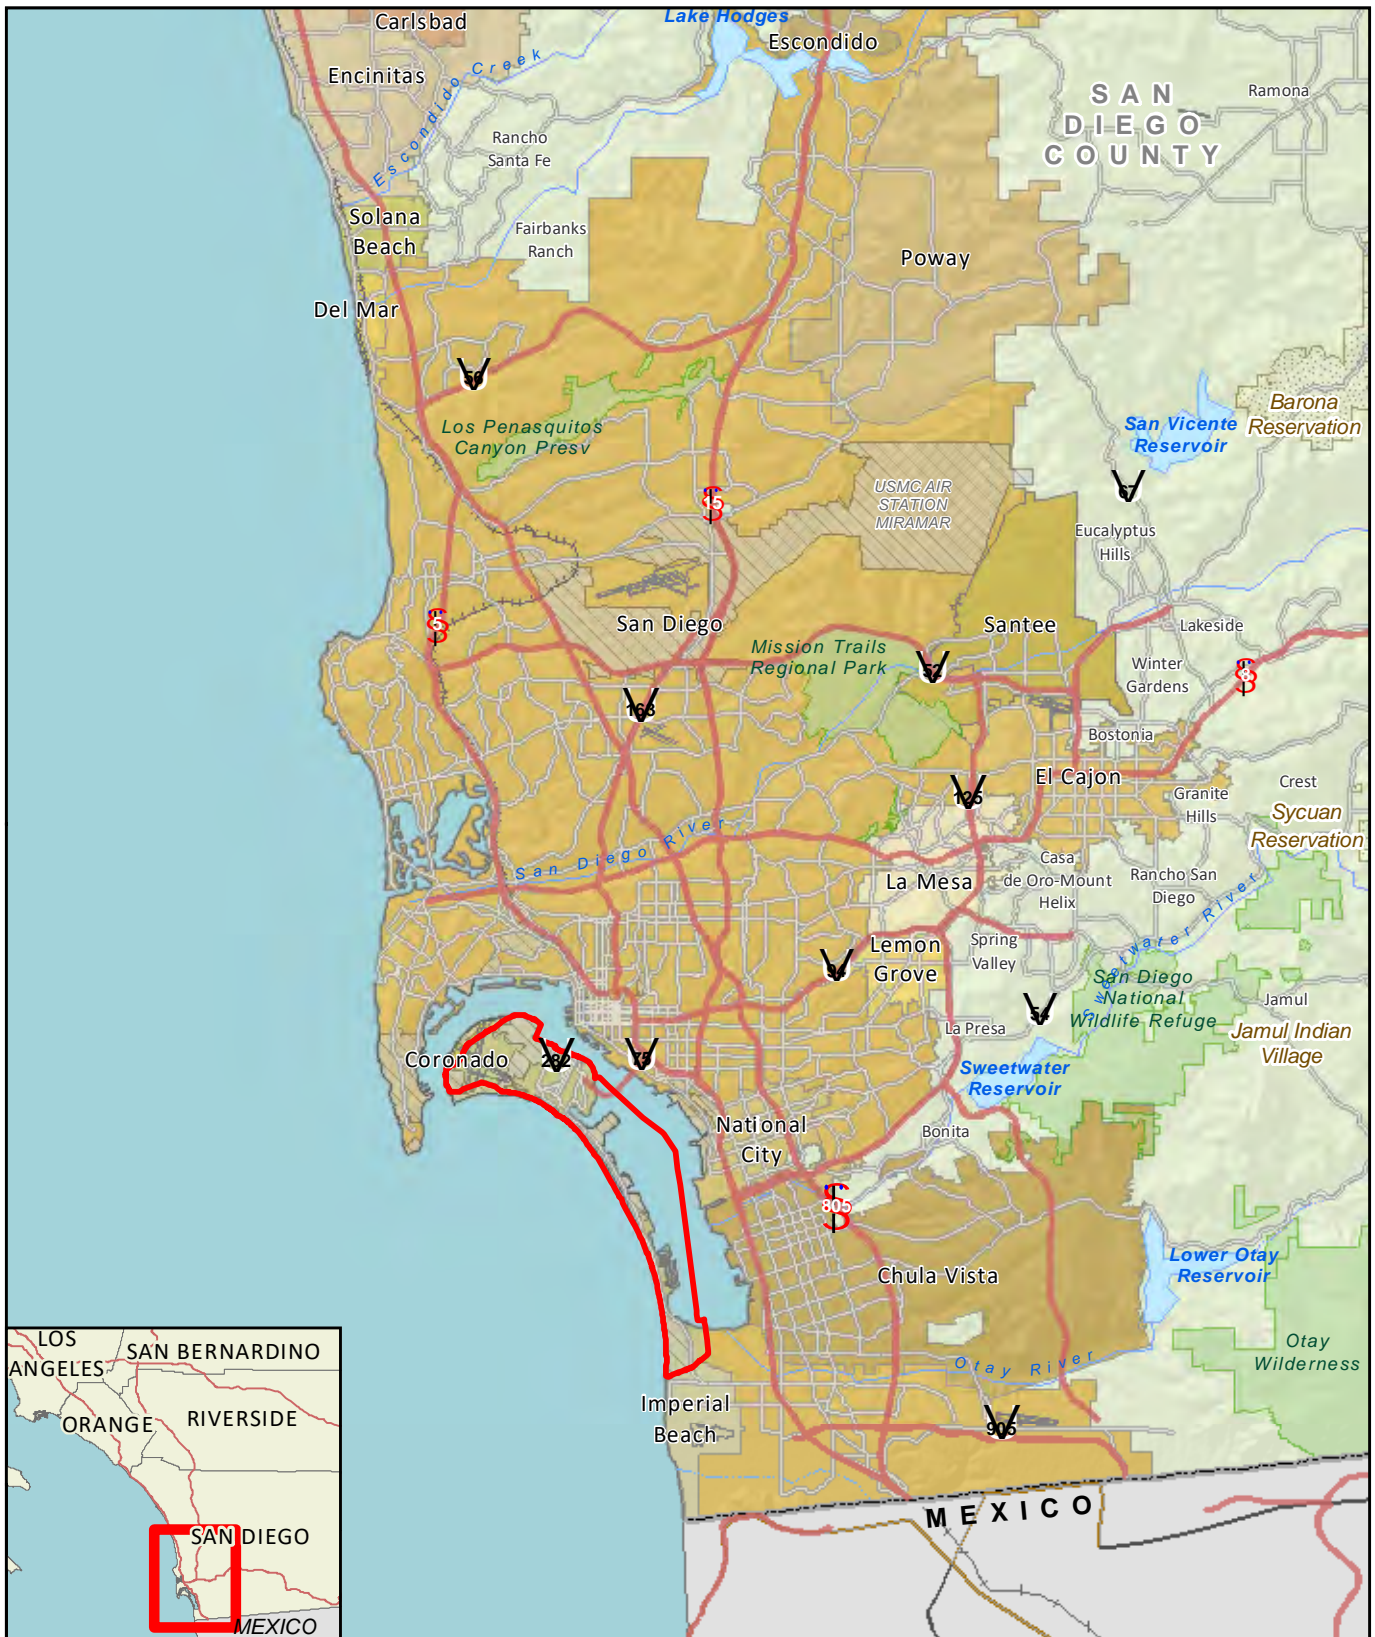 Carlsbad
Lake Hodges
Escondido
Encinitas
Escondido Creek
SAN
DIEGO
COUNTY
Ramona
Rancho
Santa Fe
Solana
Beach
Fairbanks
Ranch
Poway
Del Mar
56
Los Penasquitos
Canyon Presv
San Vicente
Reservoir
Barona
Reservation
15
USMC AIR
STATION
MIRAMAR
67
Eucalyptus
Hills
5
San Diego
Santee
Lakeside
Mission Trails
Regional Park
52
Winter
Gardens
8
163
Bostonia
El Cajon
125
Granite
Hills
Crest
Sycuan
Reservation
San Diego River
La Mesa
Casa
de Oro-Mount
Helix
Rancho San
Diego
Sweetwater River
Lemon
Grove
Spring
Valley
94
San Diego
National
Wildlife Refuge
54
Jamul
La Presa
Jamul Indian
Village
Coronado
282
75
Sweetwater
Reservoir
National
City
Bonita
805
Chula Vista
Lower Otay
Reservoir
Otay River
Otay
Wilderness
Imperial
Beach
905
MEXICO
LOS
ANGELES
SAN BERNARDINO
ORANGE
RIVERSIDE
SAN DIEGO
MEXICO